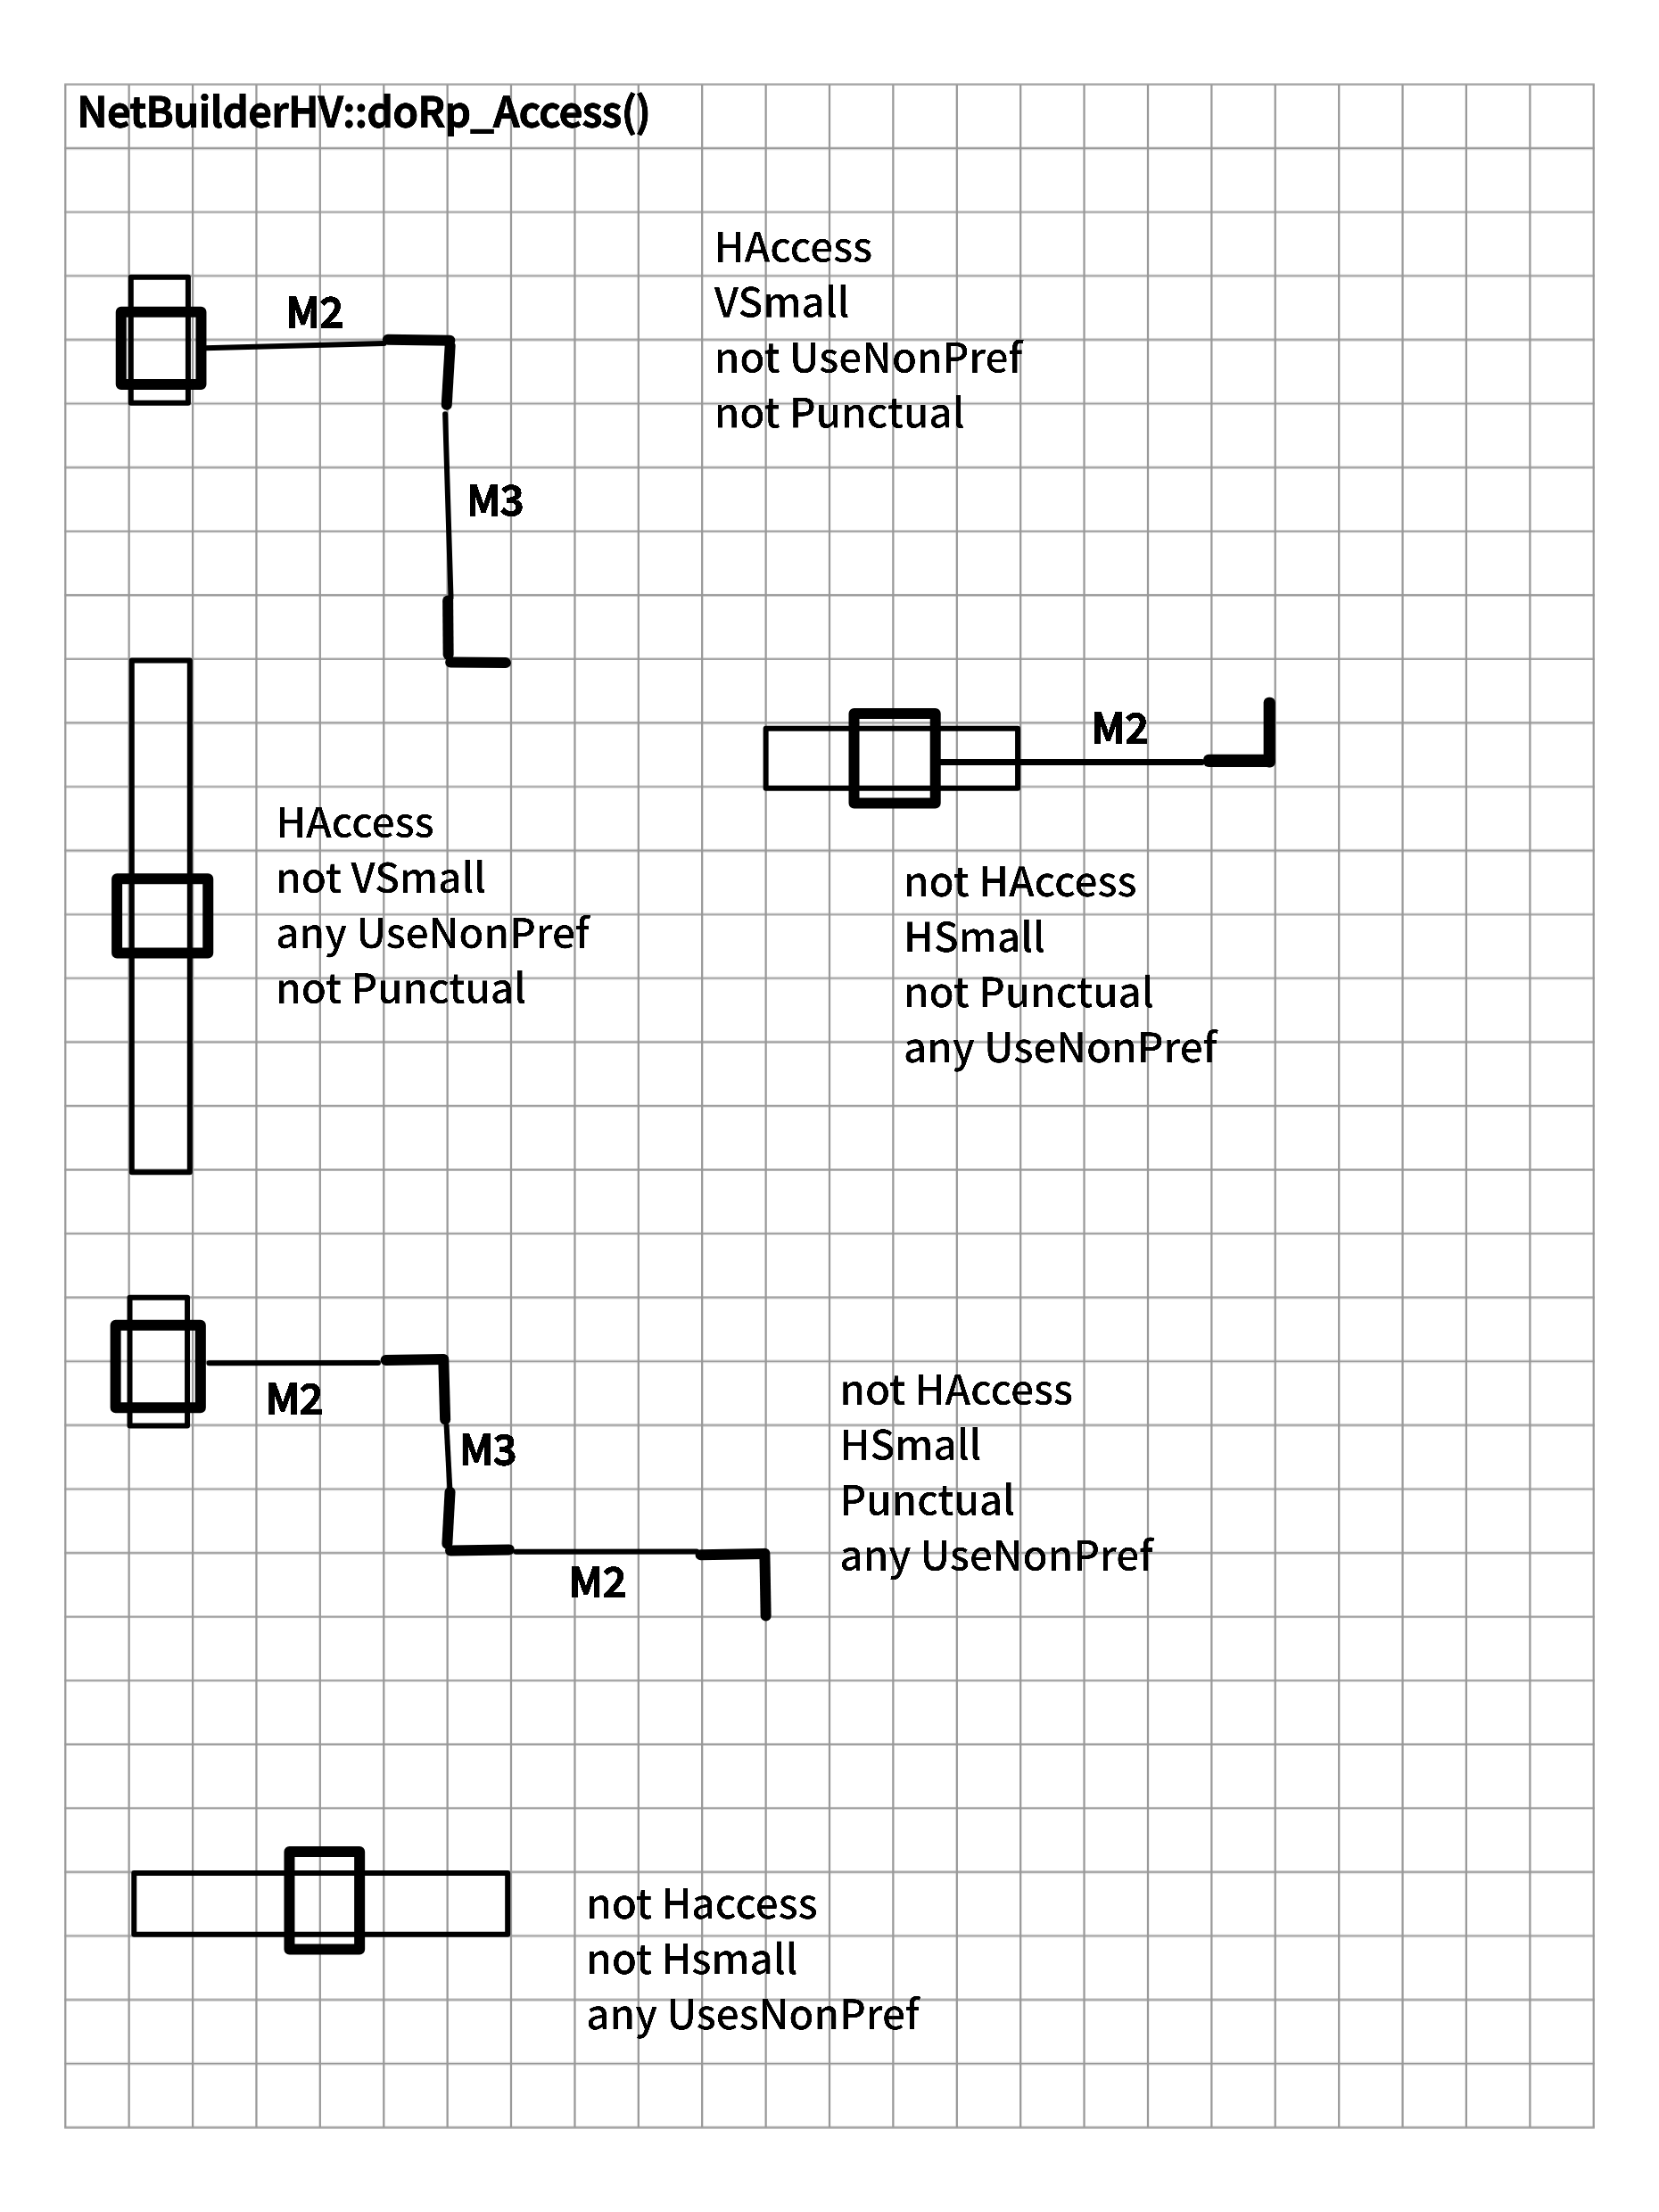 NetBuilderHV::doRp_Access()
HAccess
VSmall
not UseNonPref
not Punctual
M2
M3
M2
HAccess
not VSmall
any UseNonPref
not Punctual
not HAccess
HSmall
not Punctual
any UseNonPref
M2
M3
M2
not HAccess
HSmall
Punctual
any UseNonPref
not Haccess
not Hsmall
any UsesNonPref